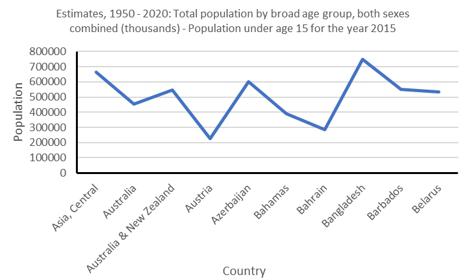 Estimates, 1950 - 2020: Total population by broad age group, both sexes
combined (thousands) - Population under age 15 for the year 2015
800000
700000
600000
500000
400000
300000
200000
100000
0
Population
Asia, Central
Australia
Australia & New Zealand
Austria
Azerbaijan
Bahamas
Bahrain
Bangladesh
Barbados
Belarus
Country